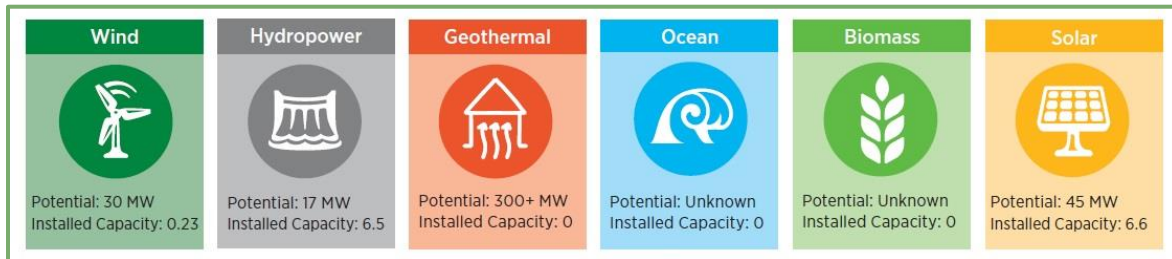 Wind
Potential: 30 MW
Installed Capacity: 0.23
Hydropower
Potential: 17 MW
Installed Capacity: 6.5
Geothermal
Potential: 300+ MW
Installed Capacity: 0
Ocean
Potential: Unknown
Installed Capacity: 0
Biomass
Potential: Unknown
Installed Capacity: 0
Solar
Potential: 45 MW
Installed Capacity: 6.6